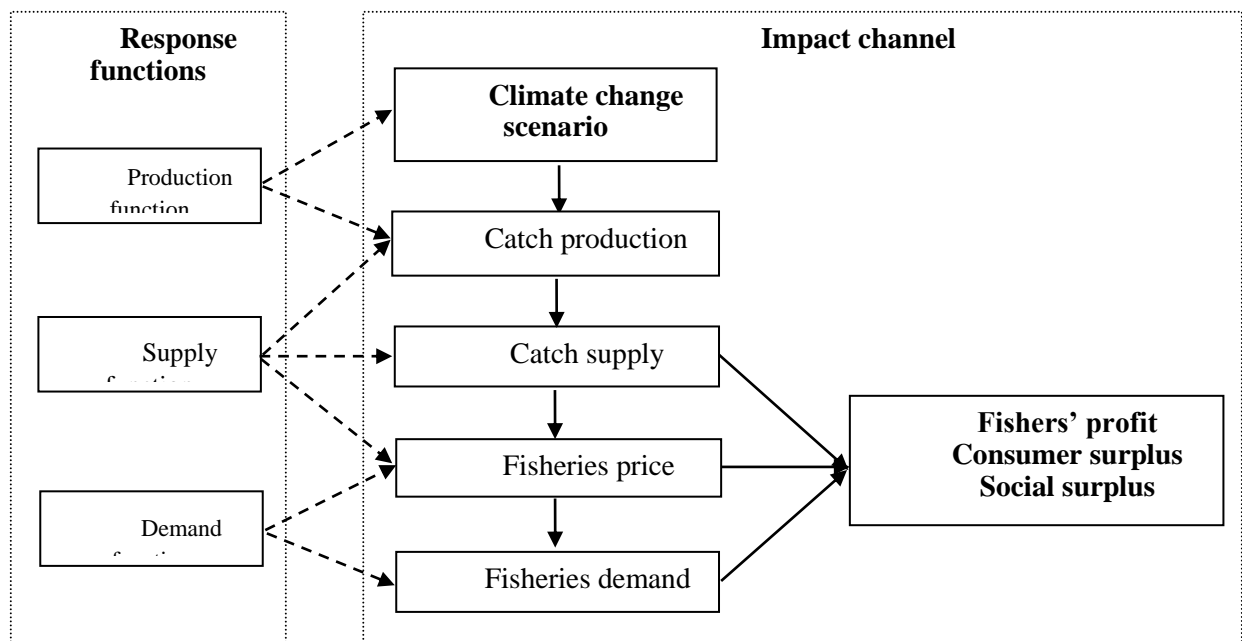 Response
functions
Production
function
Supply
Demand
Impact channel
Climate change
scenario
Catch production
Catch supply
Fisheries price
Fisheries demand
Fishers’ profit
Consumer surplus
Social surplus